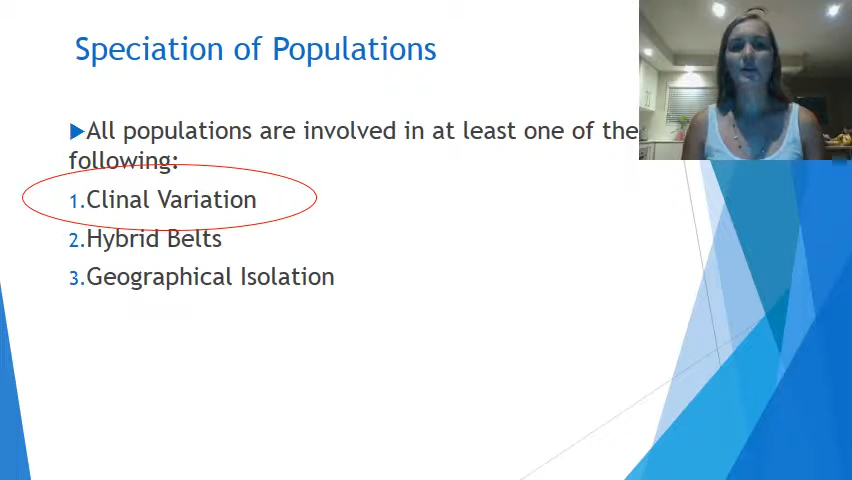 Speciation of Populations
All populations are involved in at least one of the
following:
1.Clinal Variation
2.Hybrid Belts
3.Geographical Isolation